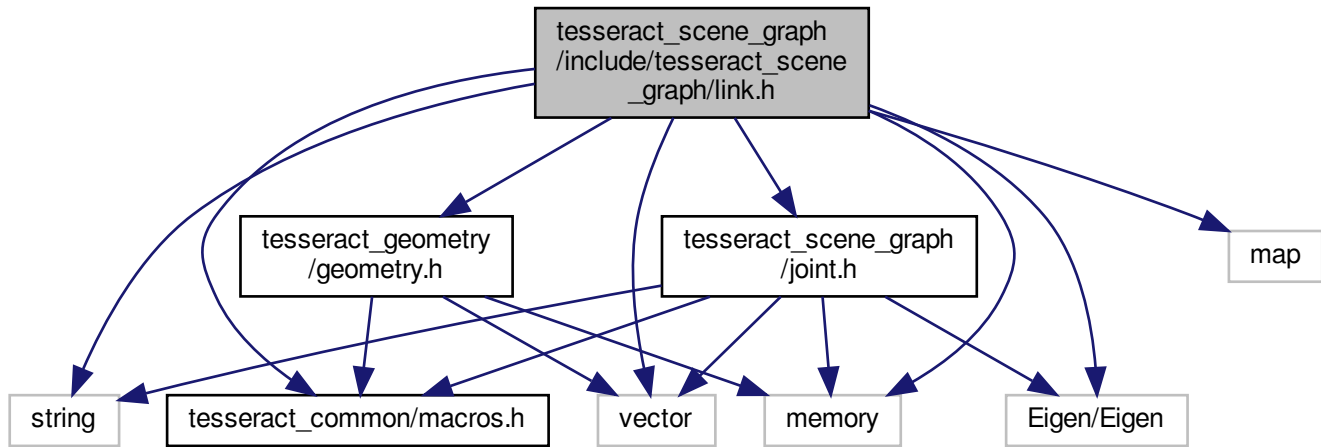 tesseract_scene_graph
/include/tesseract_scene
_graph/link.h
tesseract_geometry
/geometry.h
tesseract_scene_graph
/joint.h
map
string
tesseract_common/macros.h
vector
memory
Eigen/Eigen